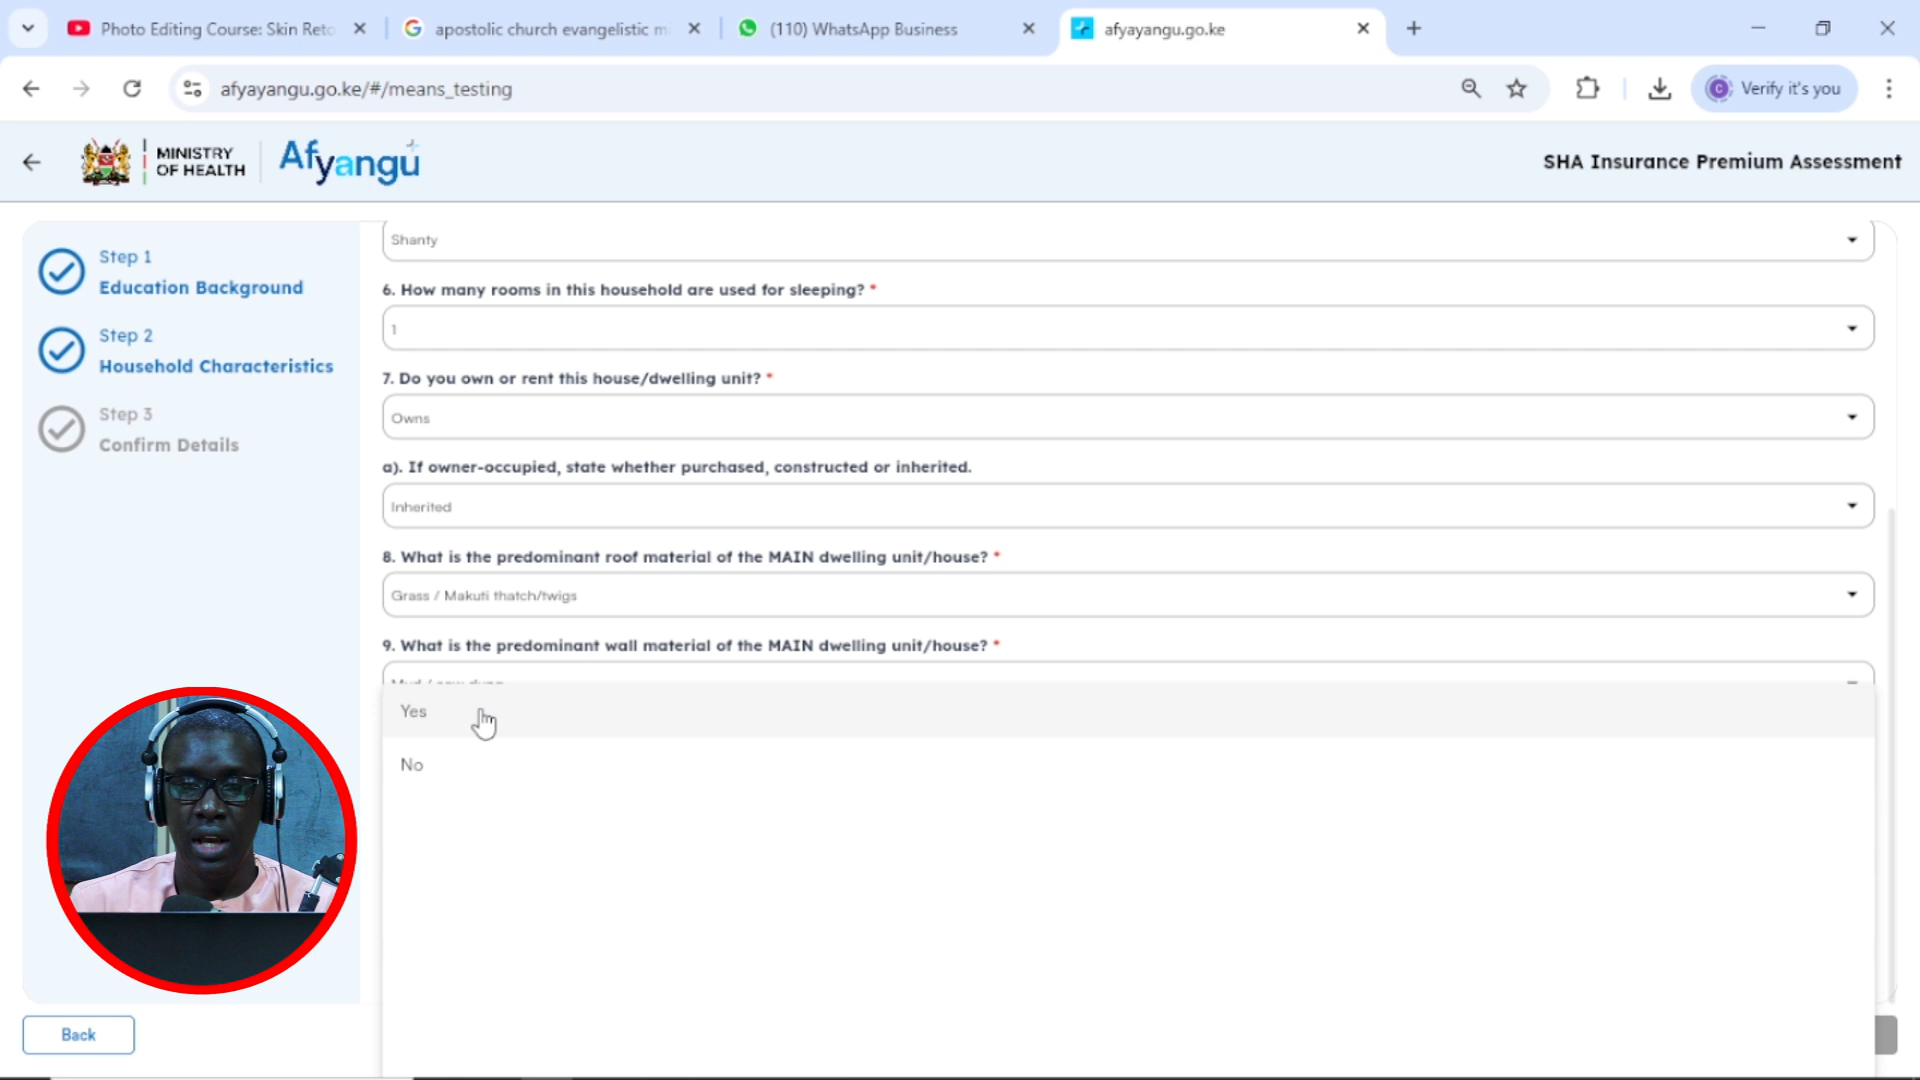 Photo Editing Course: Skin Reto
apostolic church evangelistic m
(110) WhatsApp Business
afyayangu.go.ke
afyayangu.go.ke/#/means_testing
Verify it's you
MINISTRY
OF HEALTH
Afyangu
SHA Insurance Premium Assessment
Step 1
Education Background
Step 2
Household Characteristics
Step 3
Confirm Details
Shanty
6. How many rooms in this household are used for sleeping? *
1
7. Do you own or rent this house/dwelling unit? *
Owns
a). If owner-occupied, state whether purchased, constructed or inherited.
Inherited
8. What is the predominant roof material of the MAIN dwelling unit/house? *
Grass / Makuti thatch/twigs
9. What is the predominant wall material of the MAIN dwelling unit/house? *
Mud / cow dung
Yes
No
Back